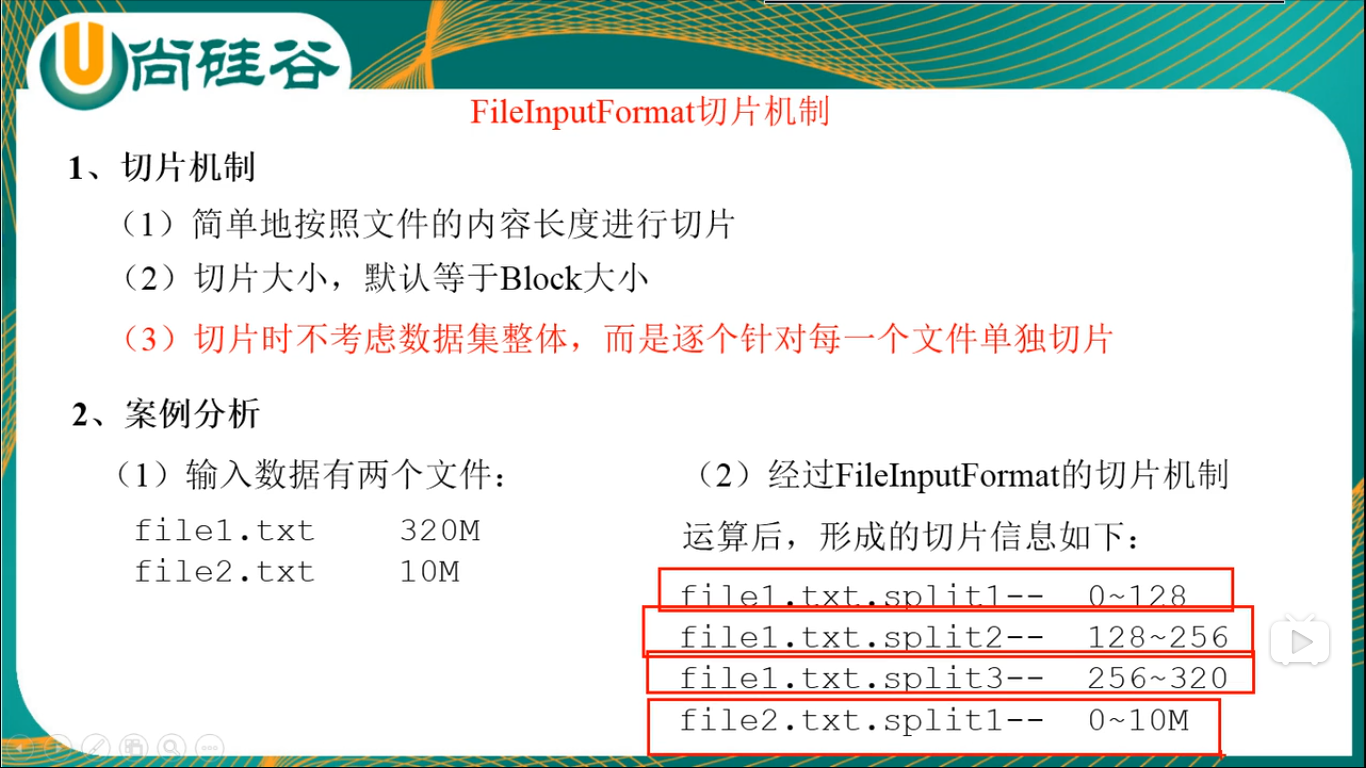 尚硅谷
FileInputFormat切片机制
1、切片机制
（1）简单地按照文件的内容长度进行切片
（2）切片大小，默认等于Block大小
（3）切片时不考虑数据集整体，而是逐个针对每一个文件单独切片
2、案例分析
（1）输入数据有两个文件：
file1.txt 320M
file2.txt 10M
（2）经过FileInputFormat的切片机制
运算后，形成的切片信息如下：
file1.txt.split1-- 0~128
file1.txt.split2-- 128~256
file1.txt.split3-- 256~320
file2.txt.split1-- 0~10M